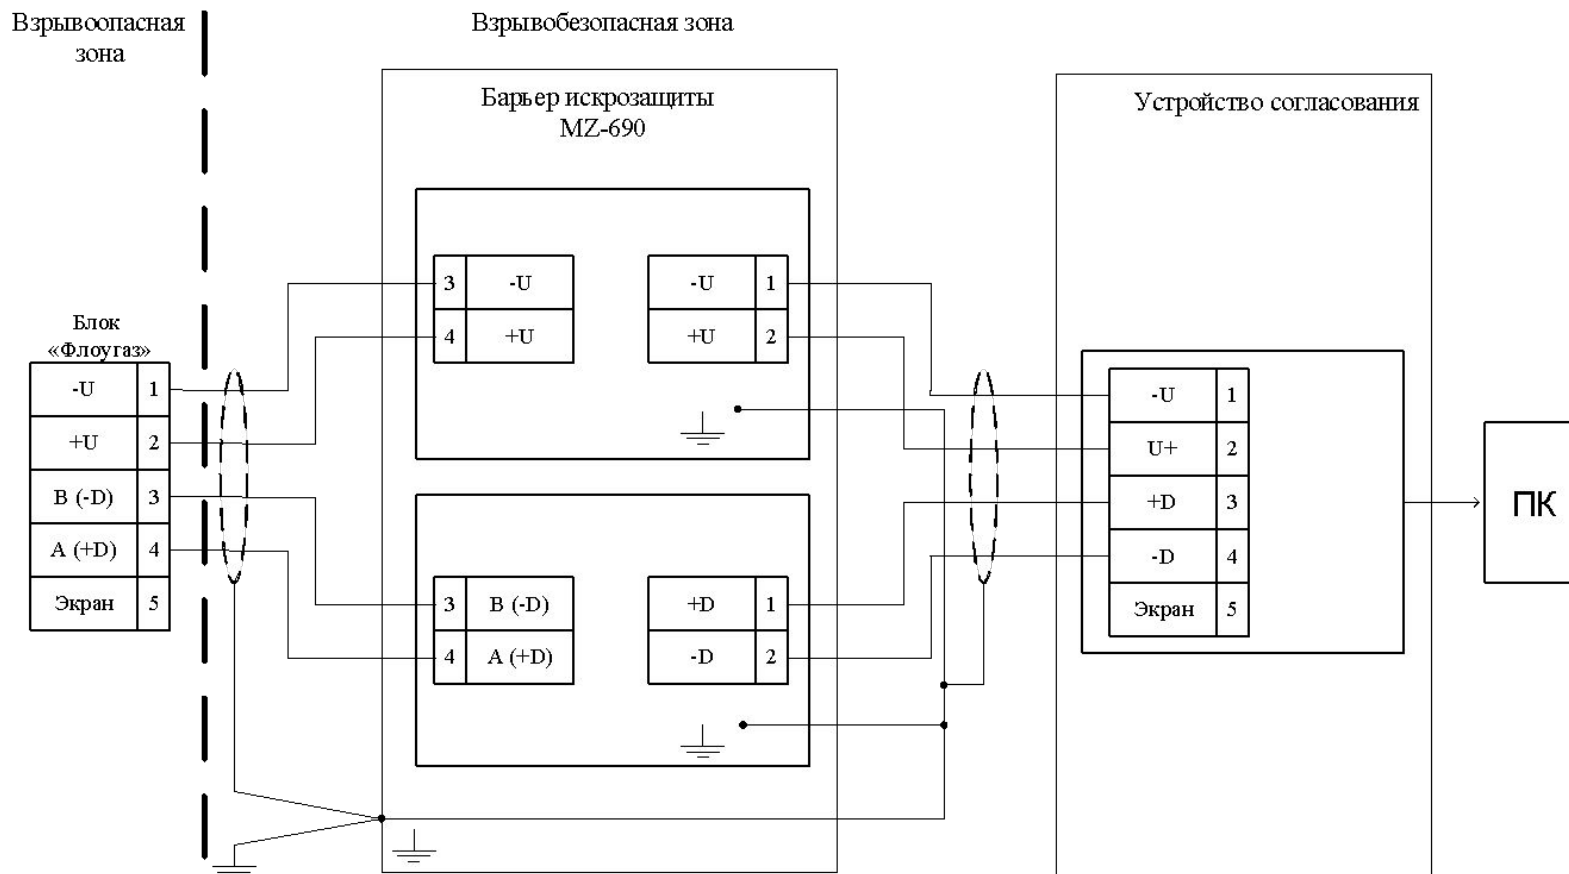 Взрывоопасная
зона
Взрывобезопасная зона
Барьер искрозащиты
MZ-690
Устройство согласования
Блок
«Флоугаз»
-U 1
+U 2
B (-D) 3
A (+D) 4
Экран 5
3 -U
4 +U
-U 1
+U 2
3 B (-D)
4 A (+D)
+D 1
-D 2
-U 1
U+ 2
+D 3
-D 4
Экран 5
ПК